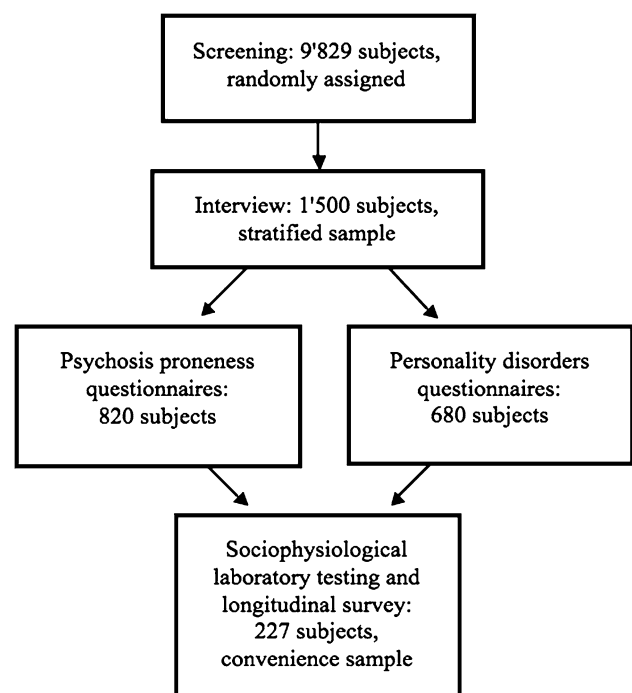 Screening: 9'829 subjects,
randomly assigned
Interview: 1'500 subjects,
stratified sample
Psychosis proneness
questionnaires:
820 subjects
Personality disorders
questionnaires:
680 subjects
Sociophysiological
laboratory testing and
longitudinal survey:
227 subjects,
convenience sample